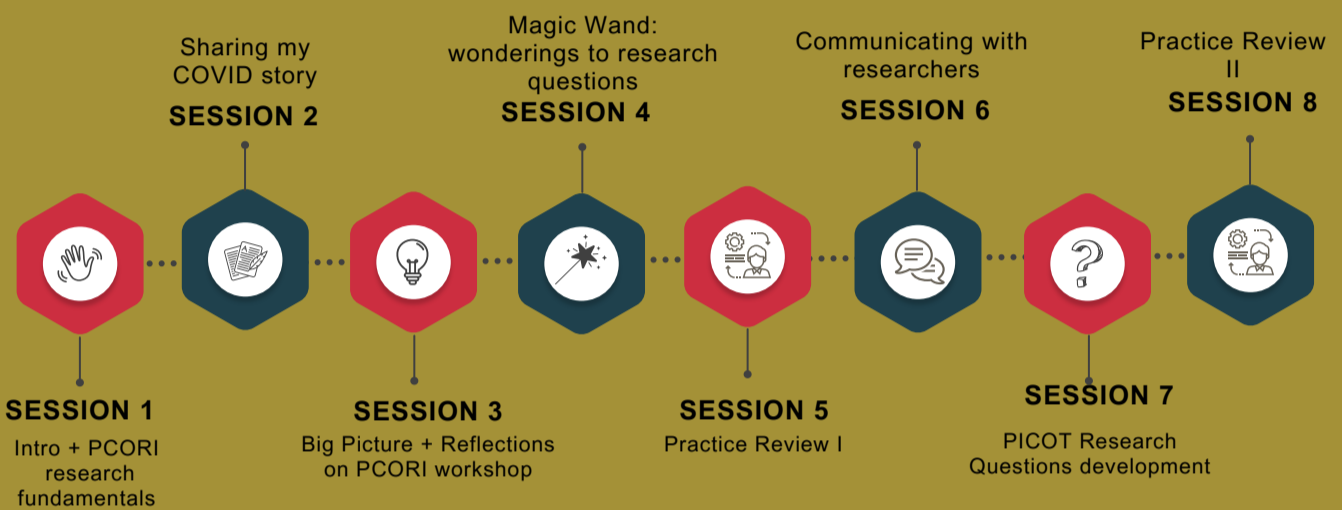 Intro + PCORI
research
fundamentals
SESSION 1
Sharing my
COVID story
SESSION 2
SESSION 3
Big Picture + Reflections
on PCORI workshop
Magic Wand:
wonderings to research
questions
SESSION 4
SESSION 5
Practice Review I
Communicating with
researchers
SESSION 6
SESSION 7
PICOT Research
Questions development
Practice Review
II
SESSION 8